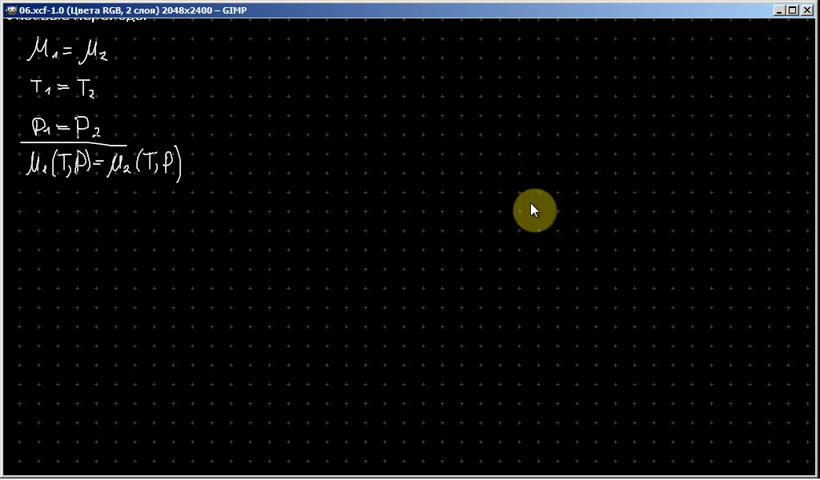 06.xcf-1.0 (Цвета RGB, 2 слоя) 2048x2400 – GIMP
μ₁ = μ₂
T₁ = T₂
P₁ = P₂
μ₁(T,P) = μ₂(T,P)